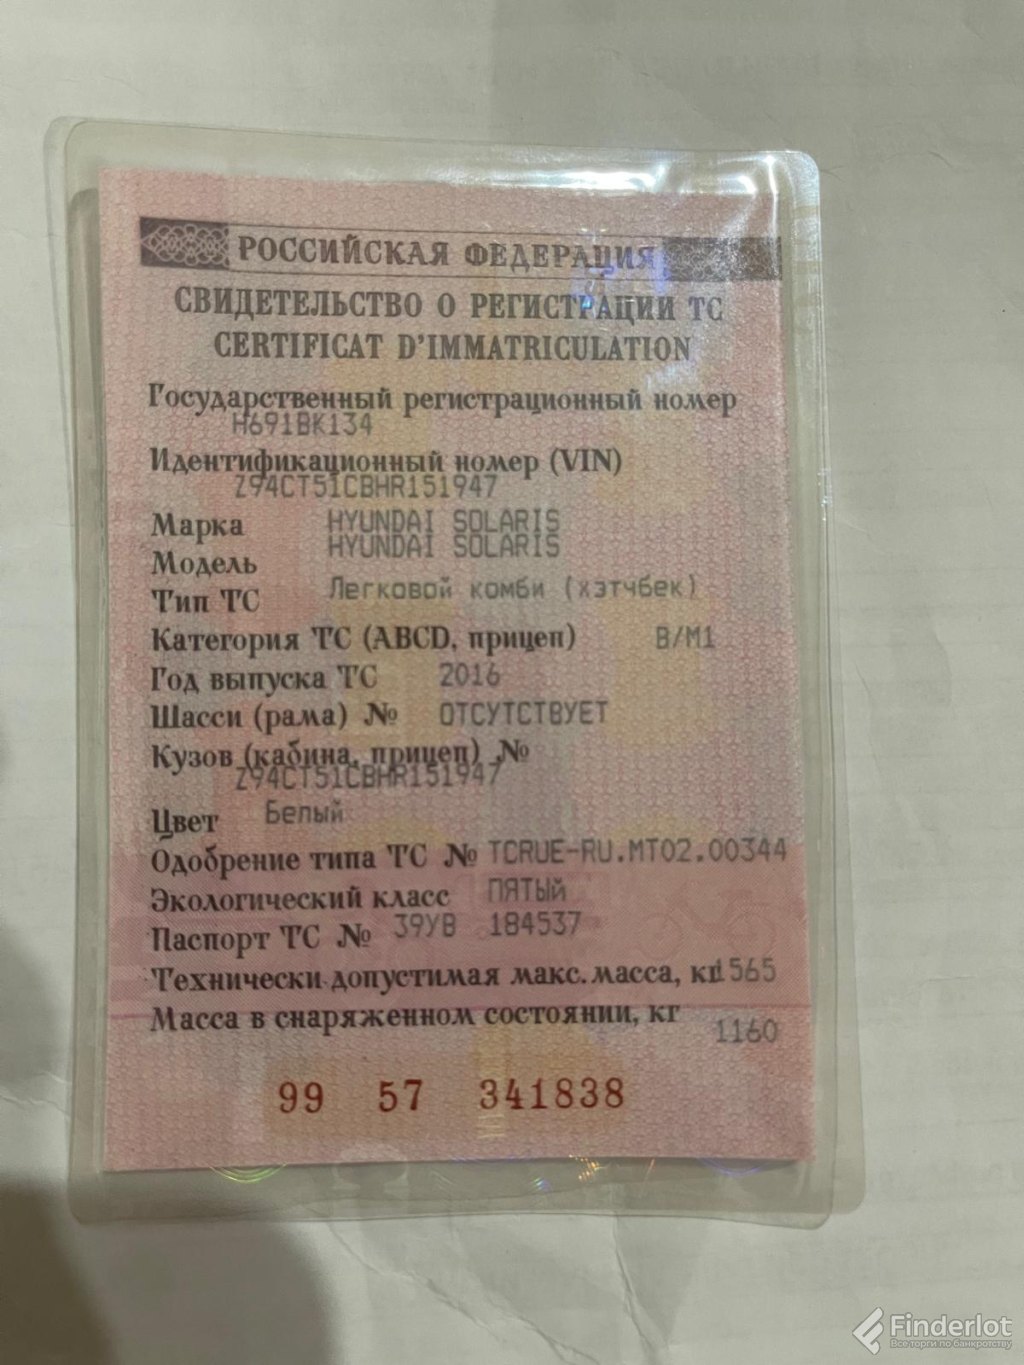 РОССИЙСКАЯ ФЕДЕРАЦИЯ
СВИДЕТЕЛЬСТВО О РЕГИСТРАЦИИ ТС
CERTIFICAT D'IMMATRICULATION
Государственный регистрационный номер
Н691ВК134
Идентификационный номер (VIN)
Z94CT51CBHR151947
Марка HYUNDAI SOLARIS
Модель HYUNDAI SOLARIS
Тип ТС Легковой комби (хэтчбек)
Категория ТС (ABCD, прицеп) B/M1
Год выпуска ТС 2016
Шасси (рама) № ОТСУТСТВУЕТ
Кузов (кабина, прицеп) №
Z94CT51CBHR151947
Цвет Белый
Одобрение типа ТС № TCRUE-RU.MT02.00344
Экологический класс ПЯТЫЙ
Паспорт ТС № 39УВ 184537
Технически допустимая макс. масса, кг 1565
Масса в снаряженном состоянии, кг 1160
99 57 341838
Finderlot
Все торги по банкротству